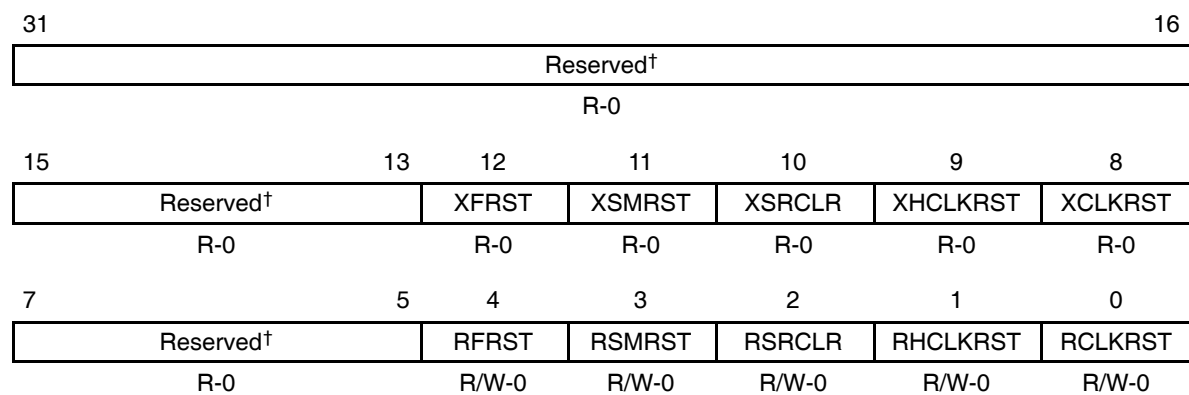 31 16
Reserved†
R-0
15 13 12 11 10 9 8
Reserved† XFRST XSMRST XSRCLR XHCLKRST XCLKRST
R-0 R-0 R-0 R-0 R-0 R-0
7 5 4 3 2 1 0
Reserved† RFRST RSMRST RSRCLR RHCLKRST RCLKRST
R-0 R/W-0 R/W-0 R/W-0 R/W-0 R/W-0